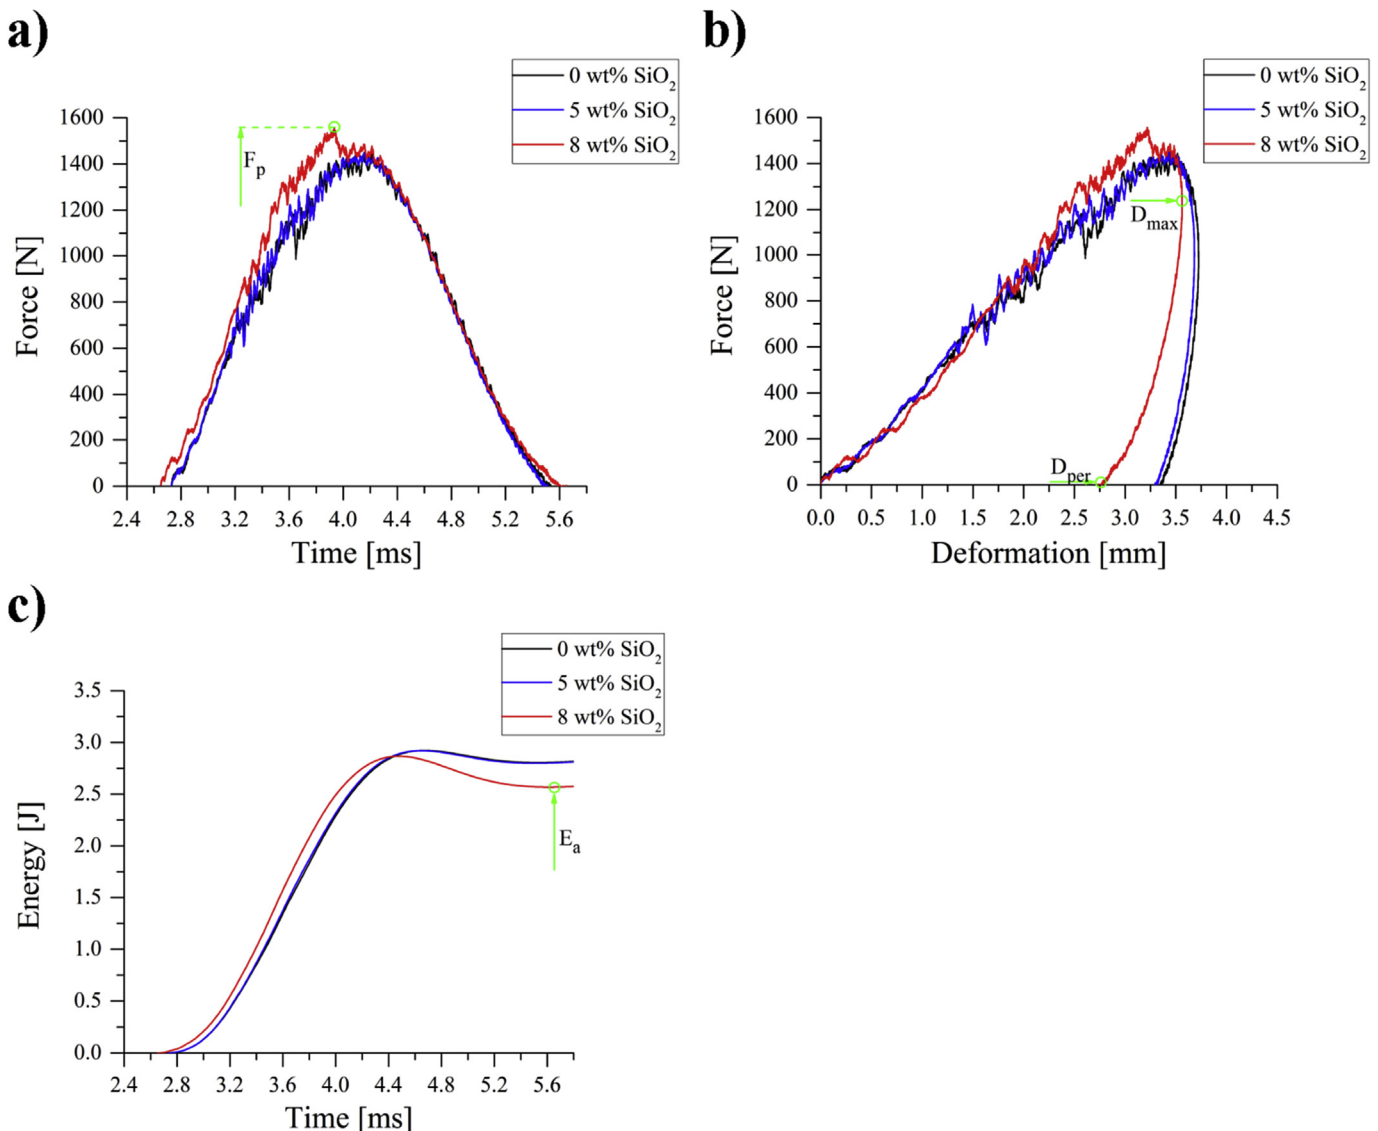 a)
0 wt% SiO₂
5 wt% SiO₂
8 wt% SiO₂
1600
1400
1200
1000
800
600
400
200
0
Force [N]
Fₚ
2.4 2.8 3.2 3.6 4.0 4.4 4.8 5.2 5.6
Time [ms]
b)
0 wt% SiO₂
5 wt% SiO₂
8 wt% SiO₂
1600
1400
1200
1000
800
600
400
200
0
Force [N]
Dmax
Dper
0.0 0.5 1.0 1.5 2.0 2.5 3.0 3.5 4.0 4.5
Deformation [mm]
c)
0 wt% SiO₂
5 wt% SiO₂
8 wt% SiO₂
3.5
3.0
2.5
2.0
1.5
1.0
0.5
0.0
Energy [J]
Eₐ
2.4 2.8 3.2 3.6 4.0 4.4 4.8 5.2 5.6
Time [ms]